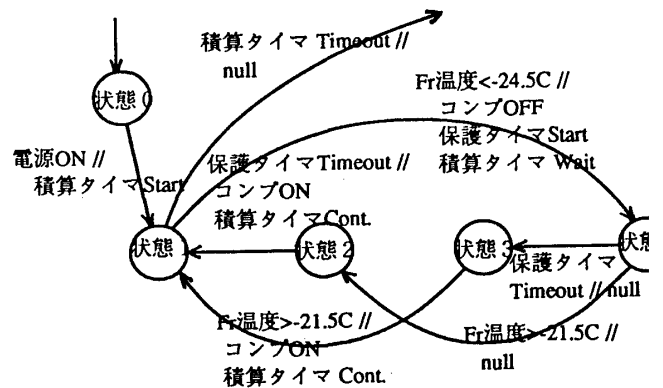 積算タイマ Timeout //
null
状態 0
Fr温度<-24.5C //
コンプOFF
保護タイマStart
積算タイマ Wait
電源ON //
積算タイマStart
保護タイマTimeout //
コンプON
積算タイマCont.
状態
状態 2
状態 3
状態
保護タイマ
Timeout // null
Fr温度>-21.5C //
コンプON
積算タイマ Cont.
Fr温度>-21.5C //
null